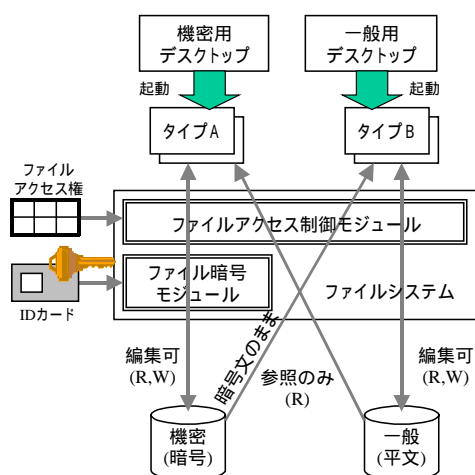 機密用
デスクトップ
一般用
デスクトップ
起動
起動
タイプA
タイプB
ファイル
アクセス権
ファイルアクセス制御モジュール
ファイル暗号
モジュール
ファイルシステム
IDカード
暗号文のまま
編集可
(R,W)
参照のみ
(R)
編集可
(R,W)
機密
(暗号)
一般
(平文)